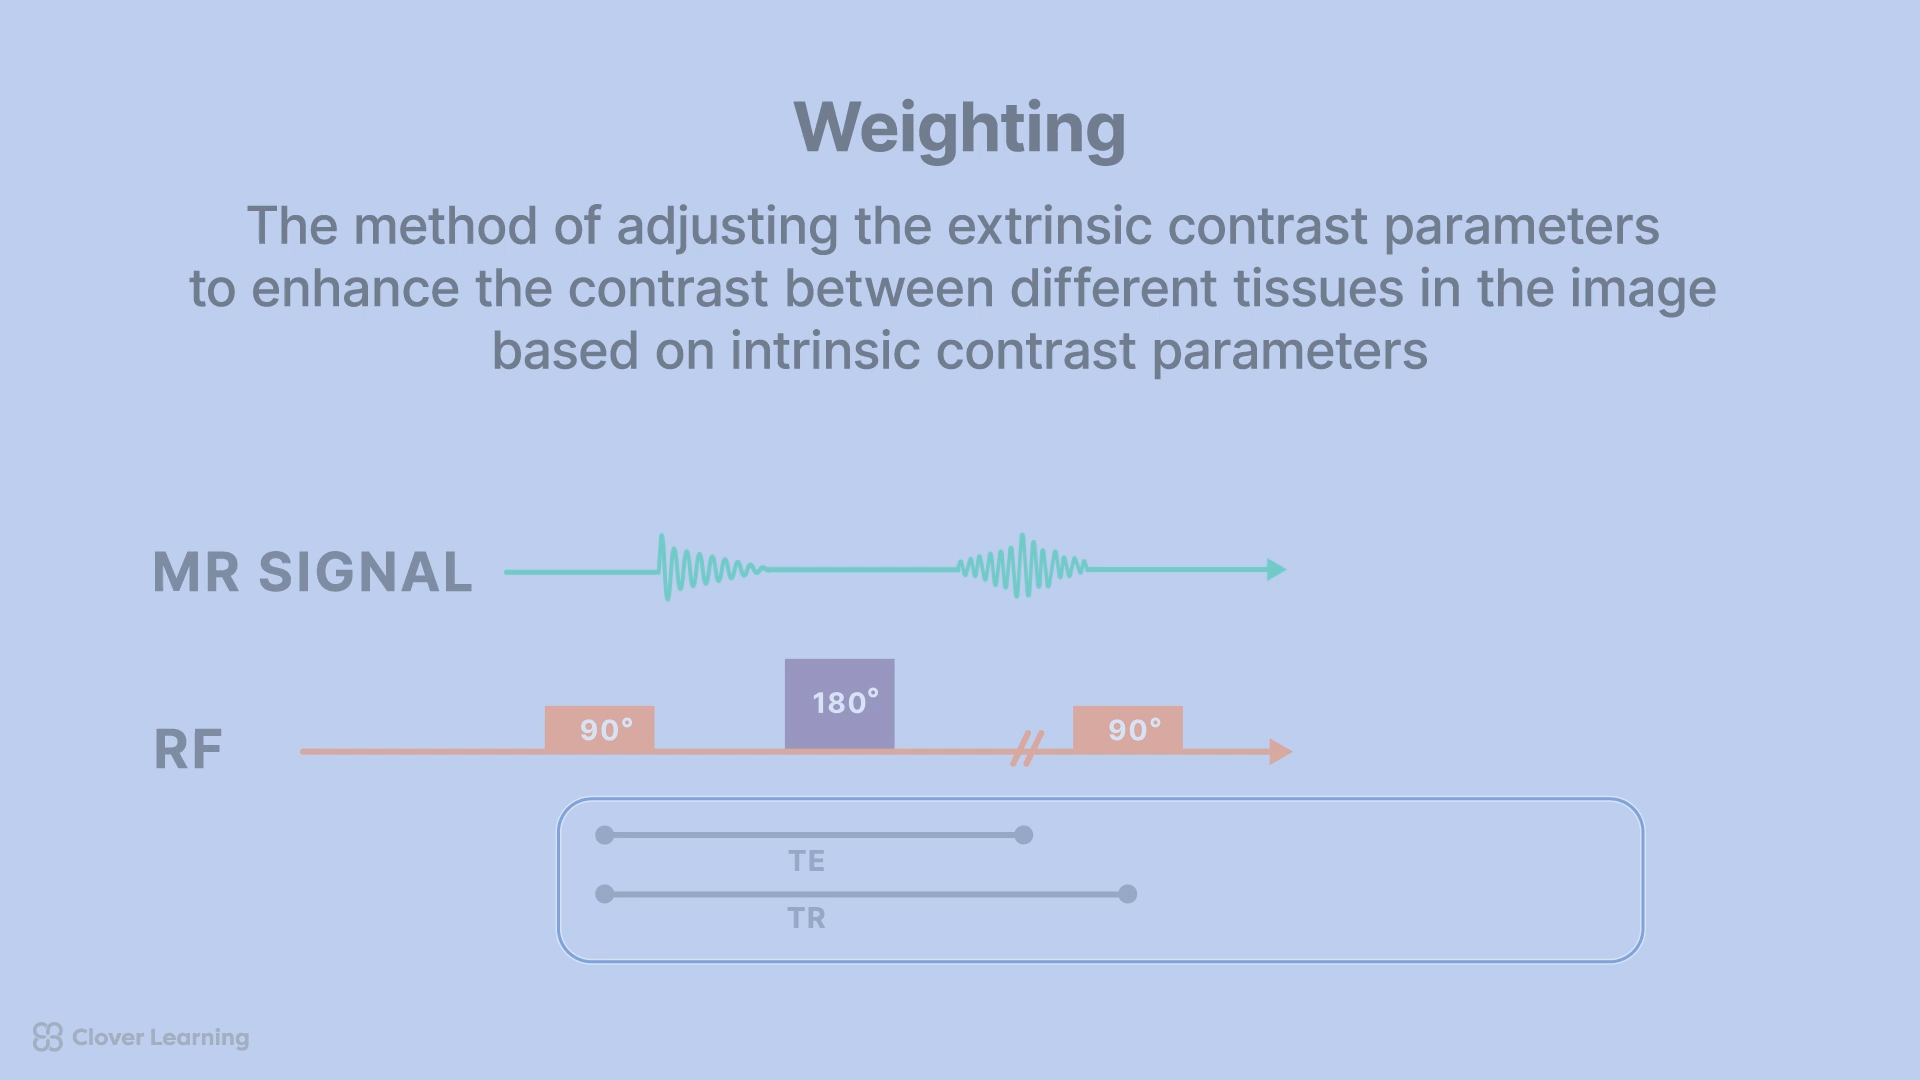 Weighting
The method of adjusting the extrinsic contrast parameters
to enhance the contrast between different tissues in the image
based on intrinsic contrast parameters
MR SIGNAL
180°
90°
90°
RF
TE
TR
Clover Learning